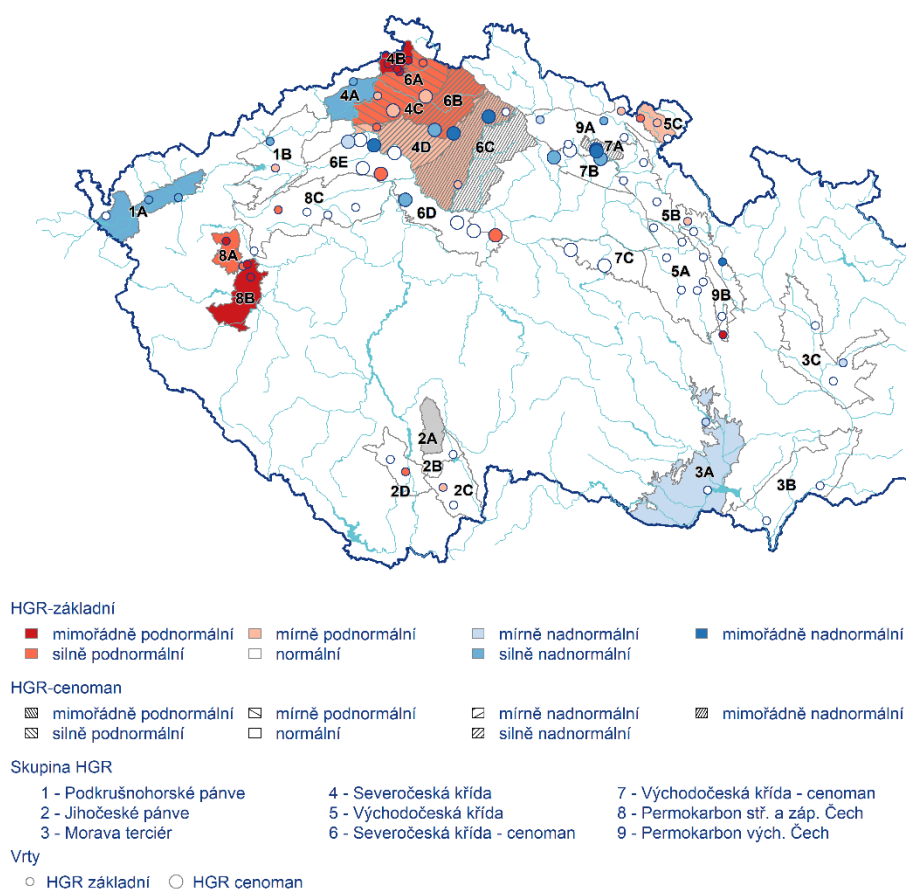 4B
6A
4A
4C
6B
5C
9A
4D
6C
7A
1B
6E
7B
8C
1A
6D
5B
8A
7C
5A
8B
9B
3C
2A
2B
3A
2D
2C
3B
HGR-základní
mimořádně podnormální mírně podnormální mírně nadnormální mimořádně nadnormální
silně podnormální normální silně nadnormální
HGR-cenoman
mimořádně podnormální mírně podnormální mírně nadnormální mimořádně nadnormální
silně podnormální normální silně nadnormální
Skupina HGR
1 - Podkrušnohorské pánve 4 - Severočeská křída 7 - Východočeská křída - cenoman
2 - Jihočeské pánve 5 - Východočeská křída 8 - Permokarbon stř. a záp. Čech
3 - Morava terciér 6 - Severočeská křída - cenoman 9 - Permokarbon vých. Čech
Vrty
HGR základní HGR cenoman